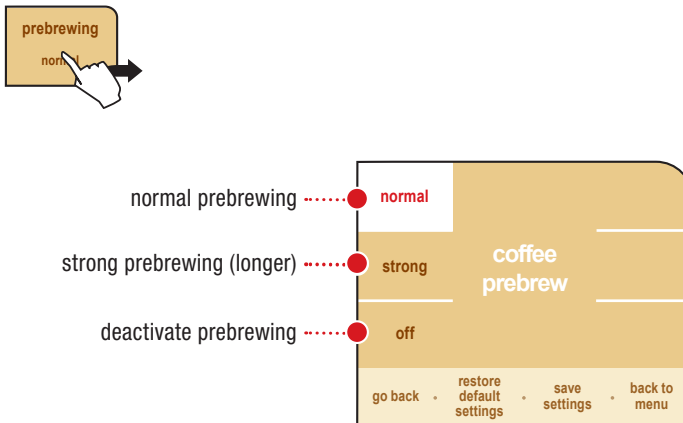 prebrewing
normal
normal prebrewing
normal
strong prebrewing (longer)
strong
coffee
prebrew
deactivate prebrewing
off
go back
restore
default
settings
save
settings
back to
menu